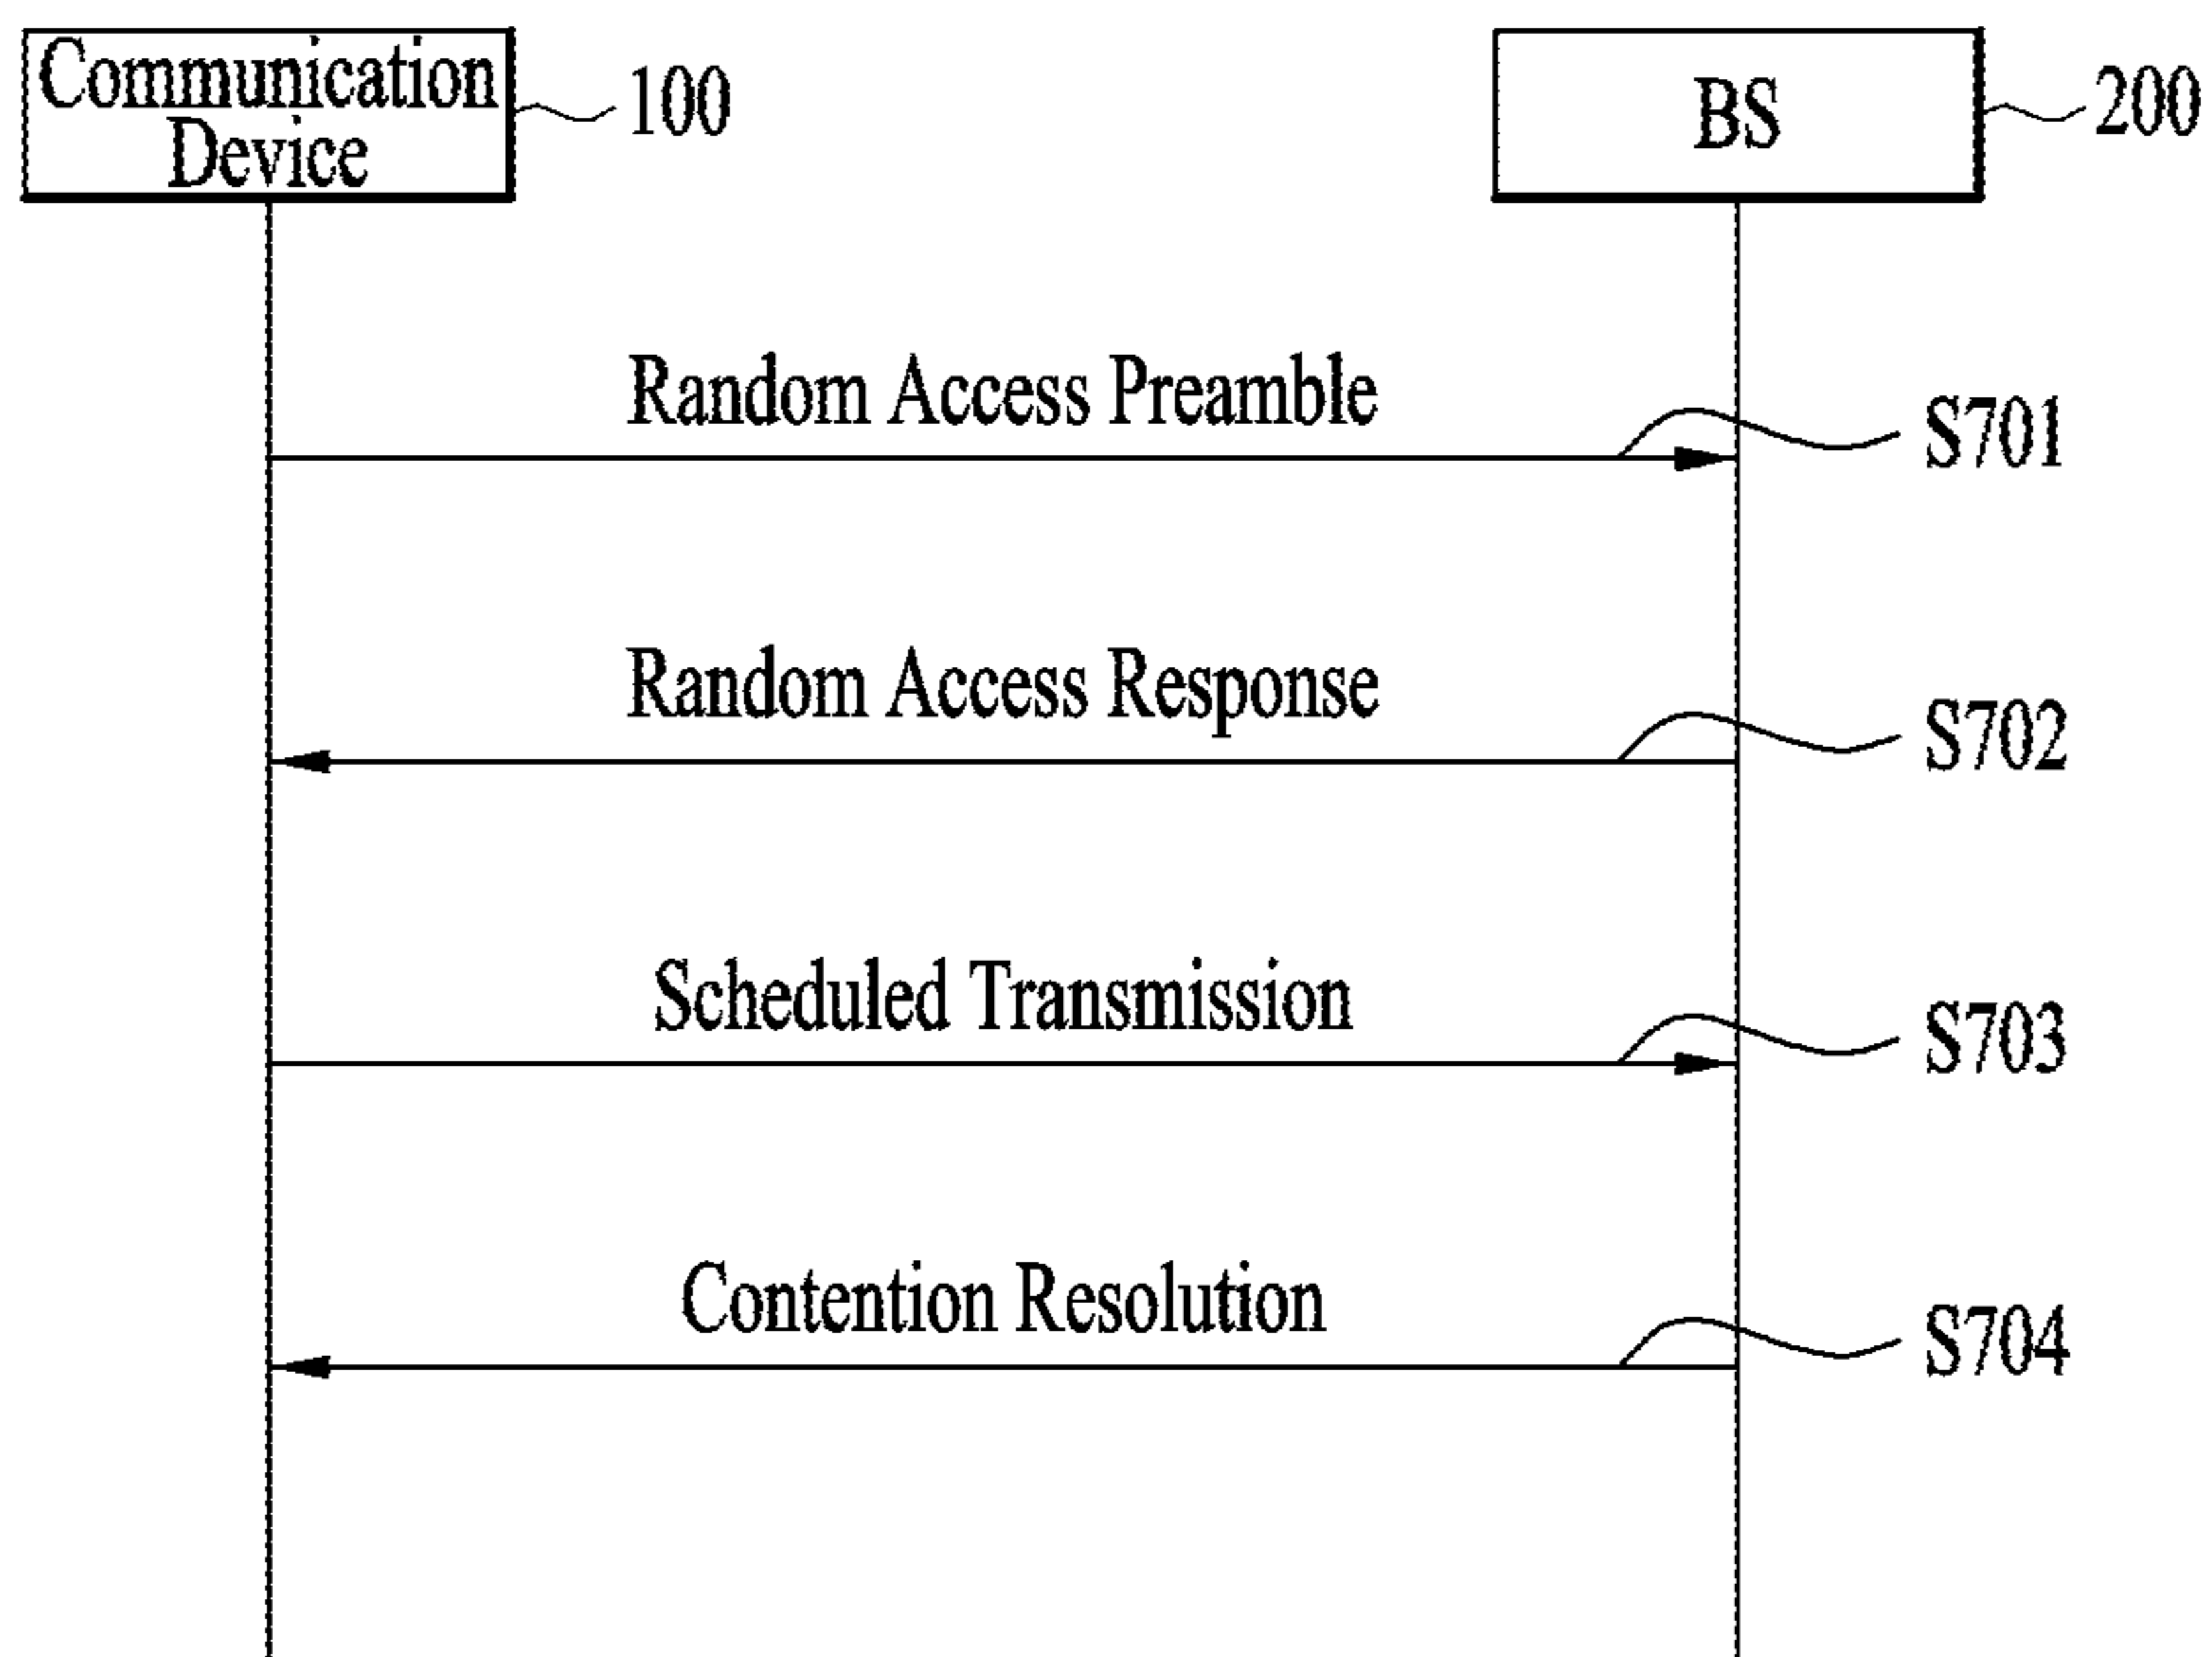 Communication
Device
100
BS
200
Random Access Preamble
S701
Random Access Response
S702
Scheduled Transmission
S703
Contention Resolution
S704